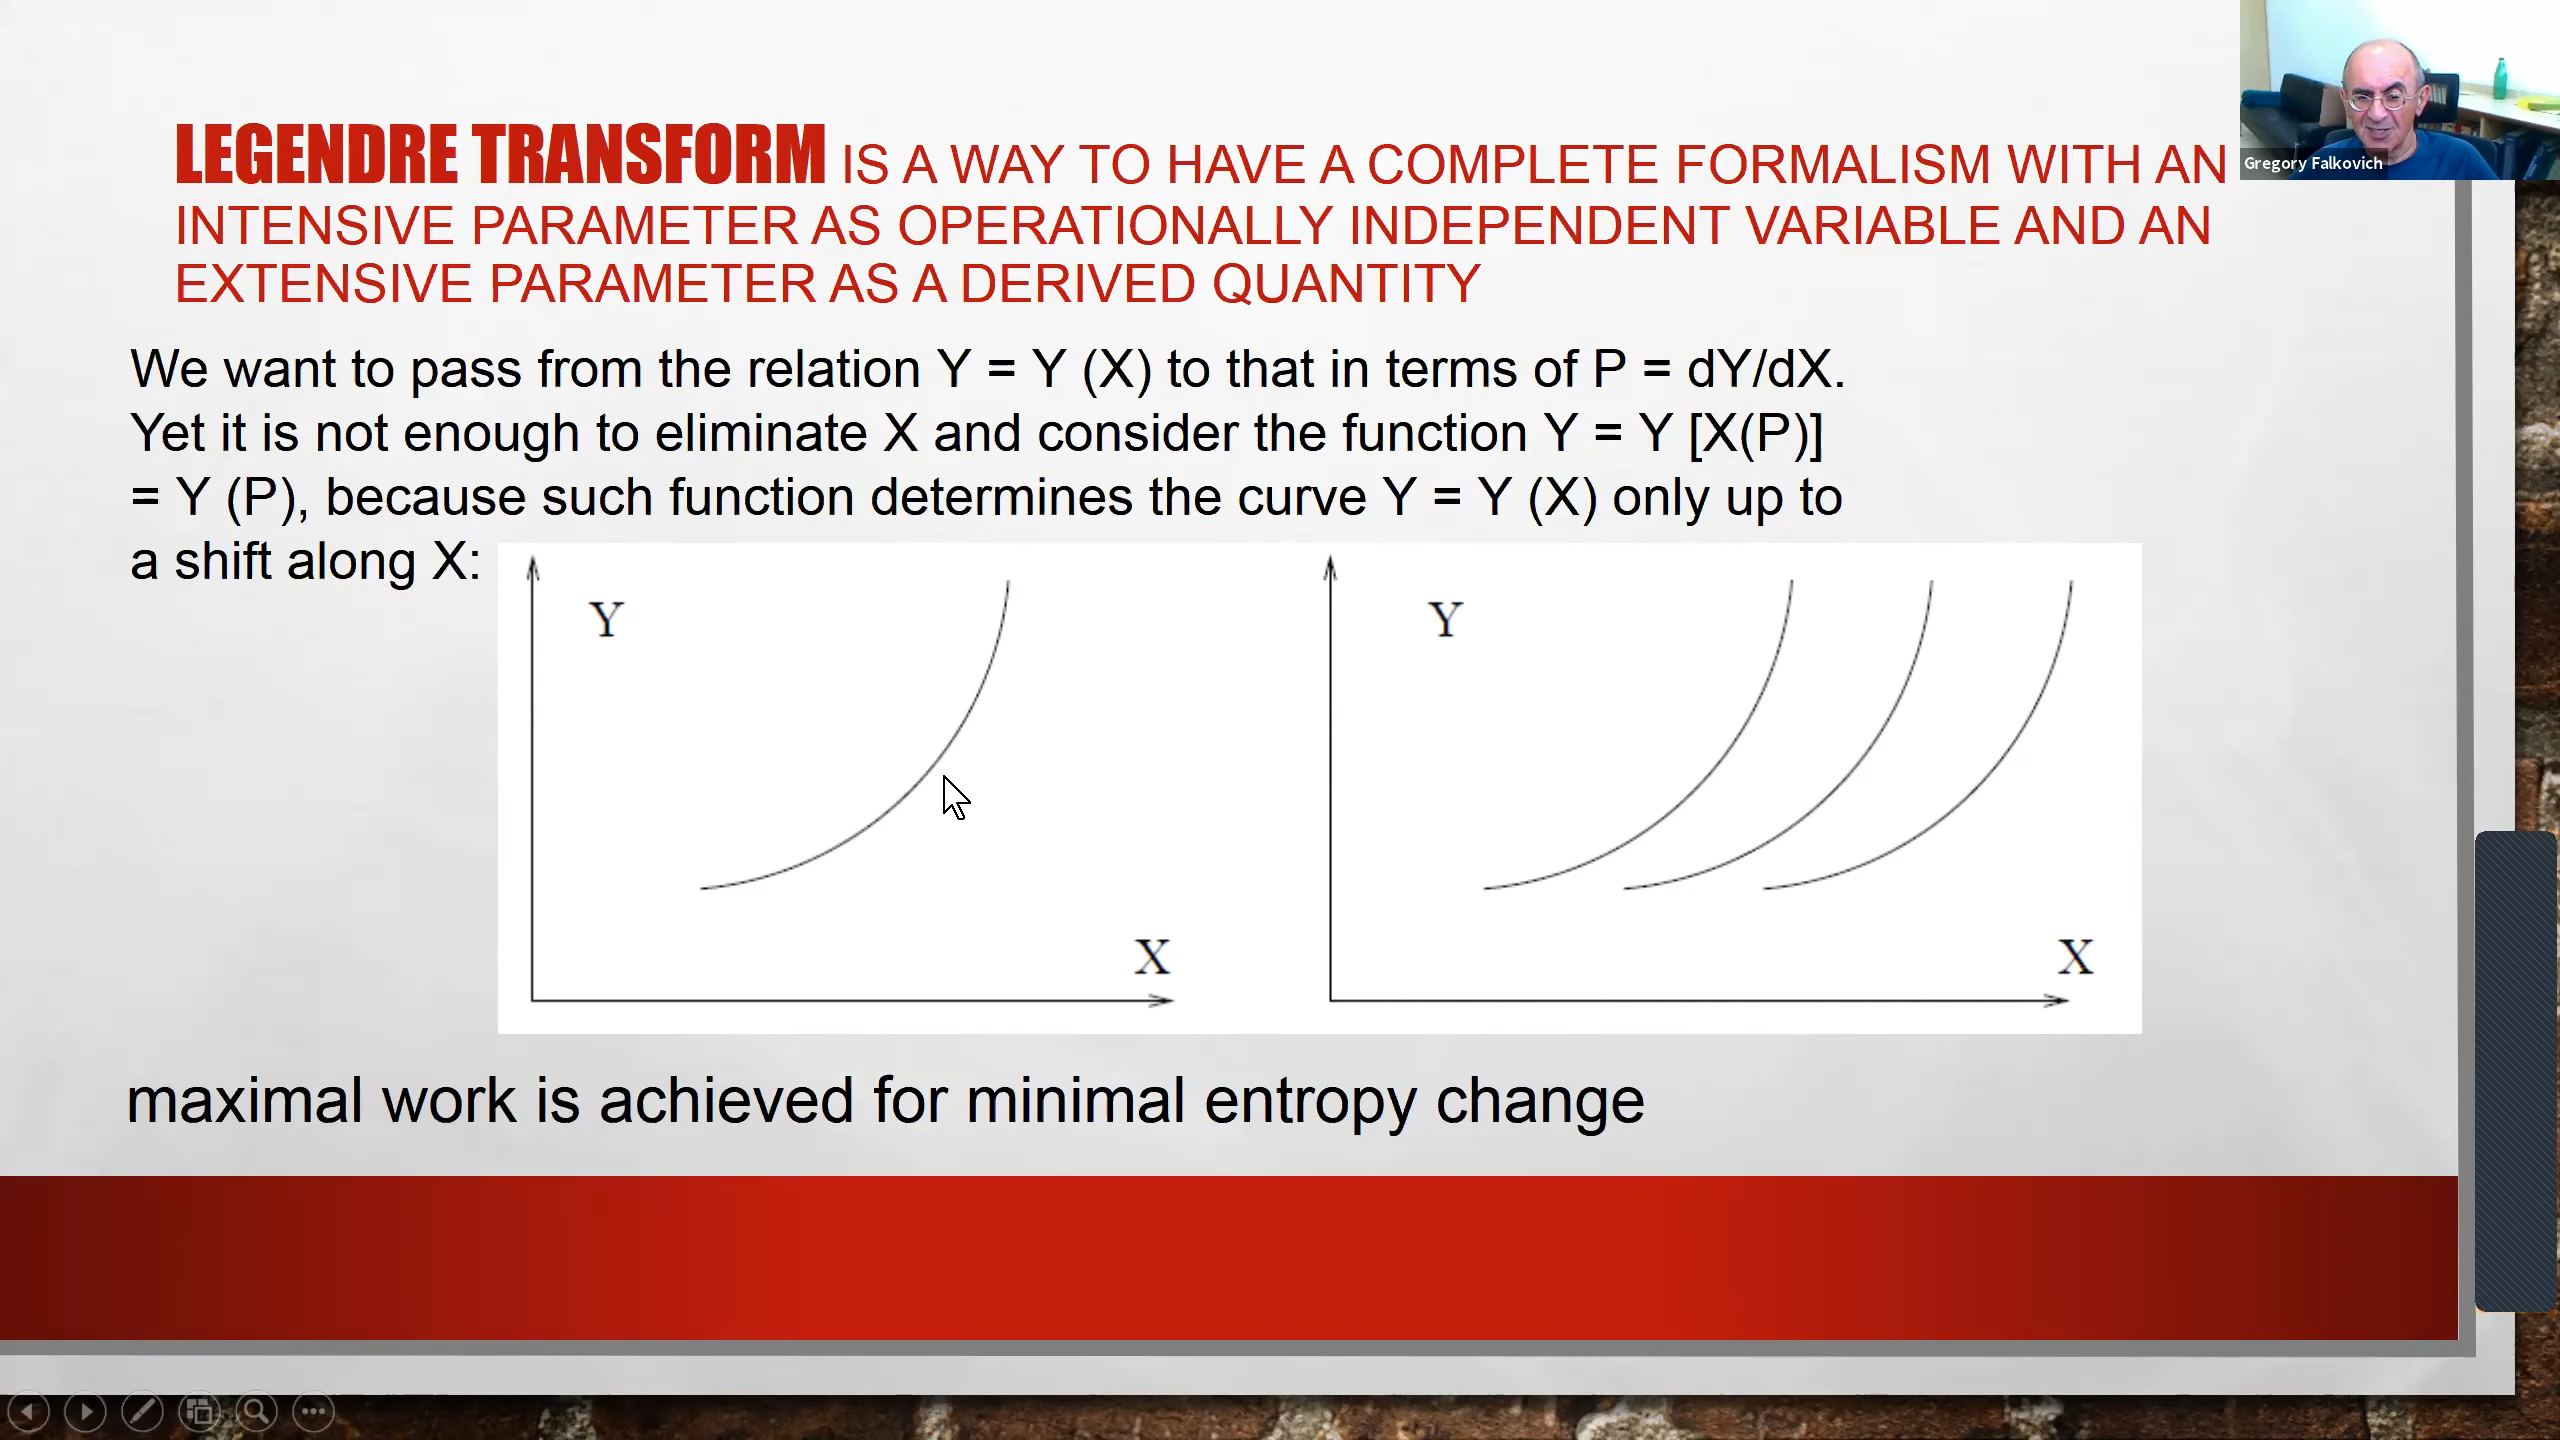 LEGENDRE TRANSFORM IS A WAY TO HAVE A COMPLETE FORMALISM WITH AN
INTENSIVE PARAMETER AS OPERATIONALLY INDEPENDENT VARIABLE AND AN
EXTENSIVE PARAMETER AS A DERIVED QUANTITY
Gregory Falkovich
We want to pass from the relation Y = Y (X) to that in terms of P = dY/dX.
Yet it is not enough to eliminate X and consider the function Y = Y [X(P)]
= Y (P), because such function determines the curve Y = Y (X) only up to
a shift along X:
Y
Y
X
X
maximal work is achieved for minimal entropy change